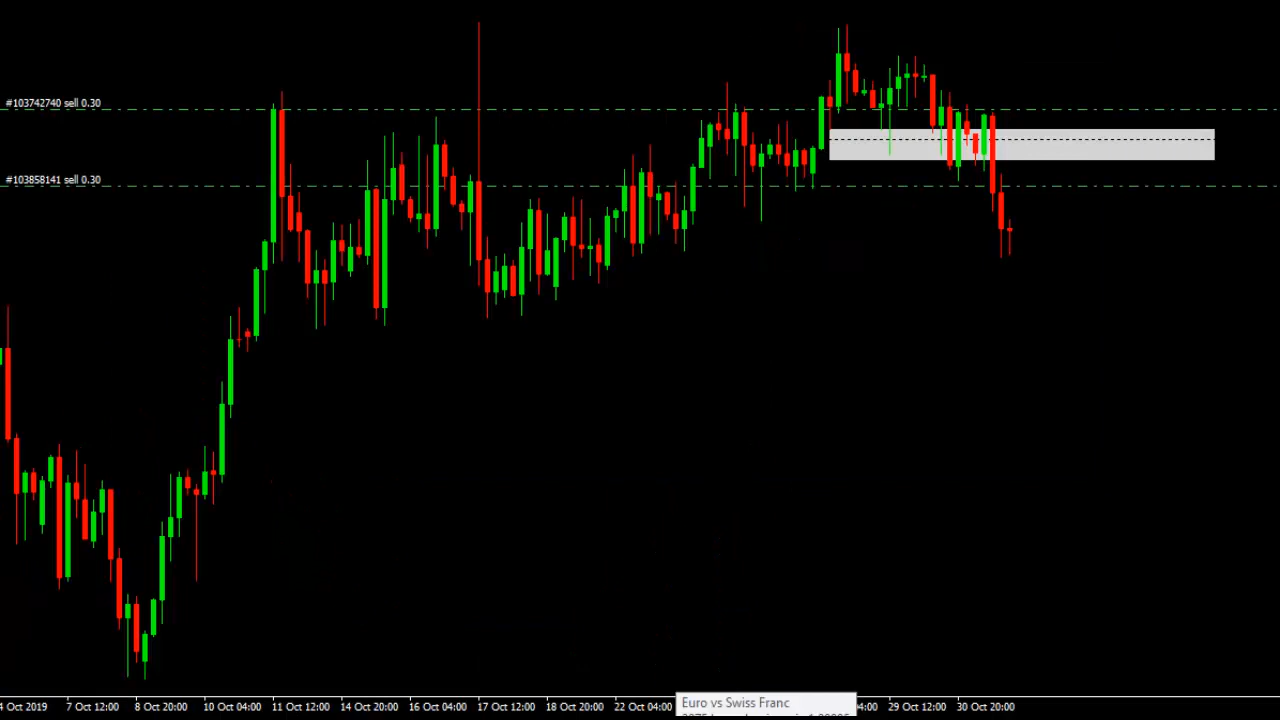 #103742740 sell 0.30
#103858141 sell 0.30
4 Oct 2019 7 Oct 12:00 8 Oct 20:00 10 Oct 04:00 11 Oct 12:00 14 Oct 20:00 16 Oct 04:00 17 Oct 12:00 18 Oct 20:00 22 Oct 04:00 04:00 29 Oct 12:00 30 Oct 20:00
Euro vs Swiss Franc